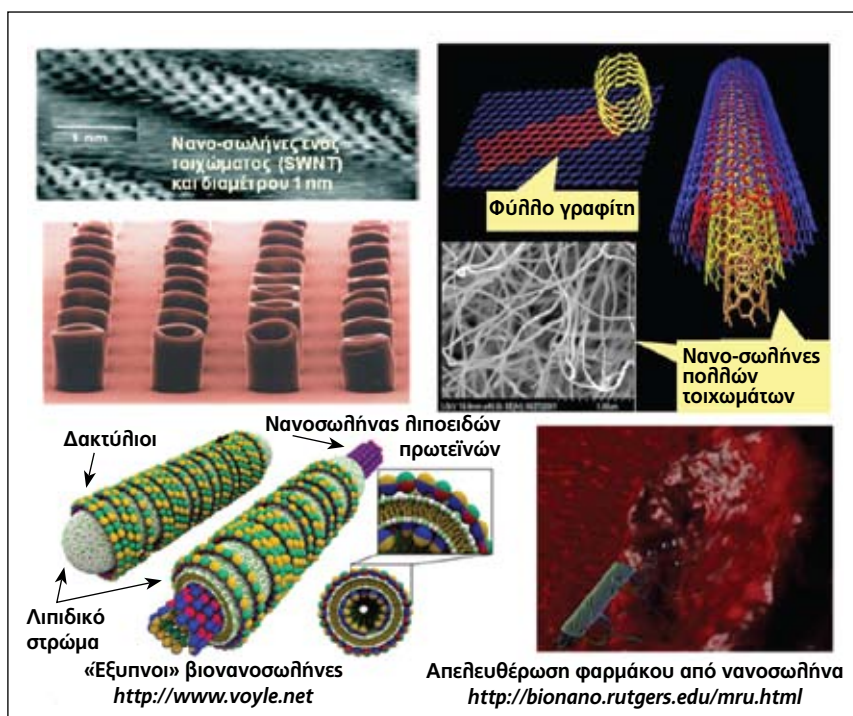 1 nm
Νανο-σωλήνες ενος
τοιχώματος (SWNT)
και διαμέτρου 1 nm
Φύλλο γραφίτη
Νανο-σωλήνες
πολλών
τοιχωμάτων
Δακτύλιοι
Νανοσωλήνας λιποειδών
πρωτεϊνών
Λιπιδικό
στρώμα
«Έξυπνοι» βιονανοσωλήνες
http://www.voyle.net
Απελευθέρωση φαρμάκου από νανοσωλήνα
http://bionano.rutgers.edu/mru.html